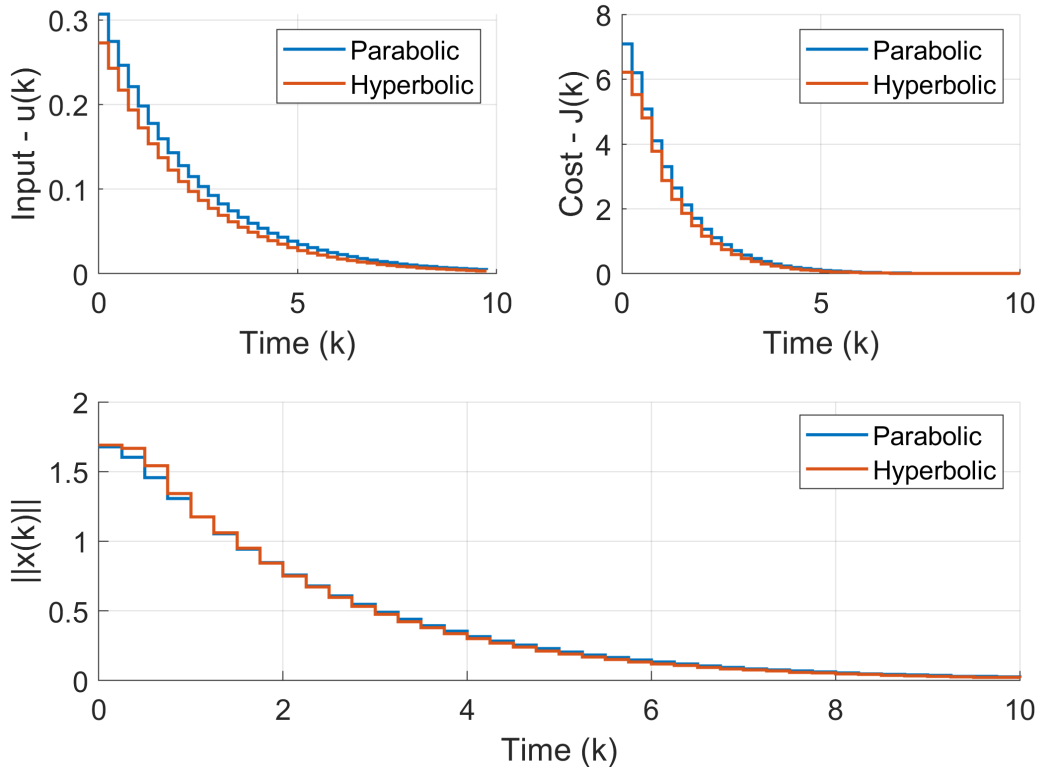 Input - u(k)
0.3
0.2
0.1
0
Parabolic
Hyperbolic
0
5
10
Time (k)
Cost - J(k)
8
6
4
2
0
Parabolic
Hyperbolic
0
5
10
Time (k)
||x(k)||
2
1.5
1
0.5
0
Parabolic
Hyperbolic
0
2
4
6
8
10
Time (k)